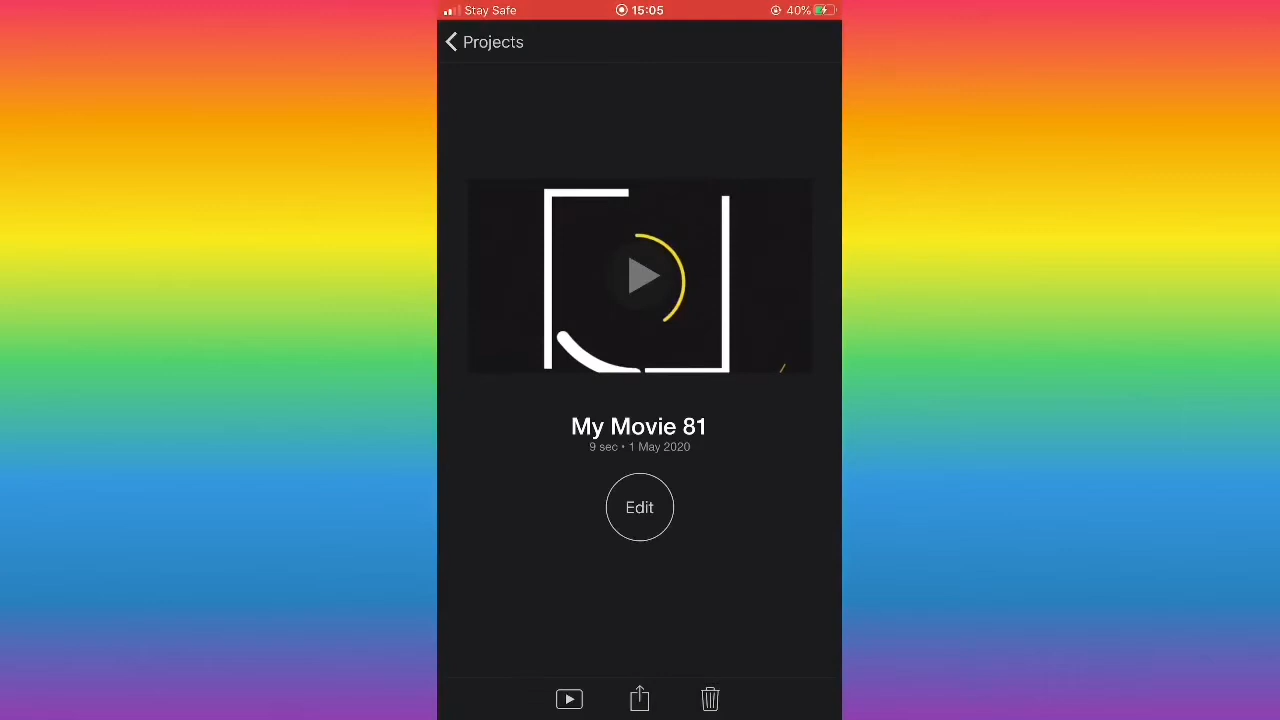 Stay Safe 15:05 40%
Projects
My Movie 81
9 sec • 1 May 2020
Edit